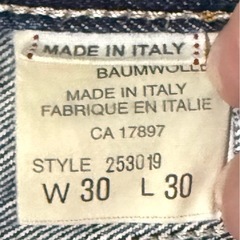 MADE IN ITALY
BAUMWOLLE
MADE IN ITALY
FABRIQUE EN ITALIE
CA 17897
STYLE 253019
W 30 L 30